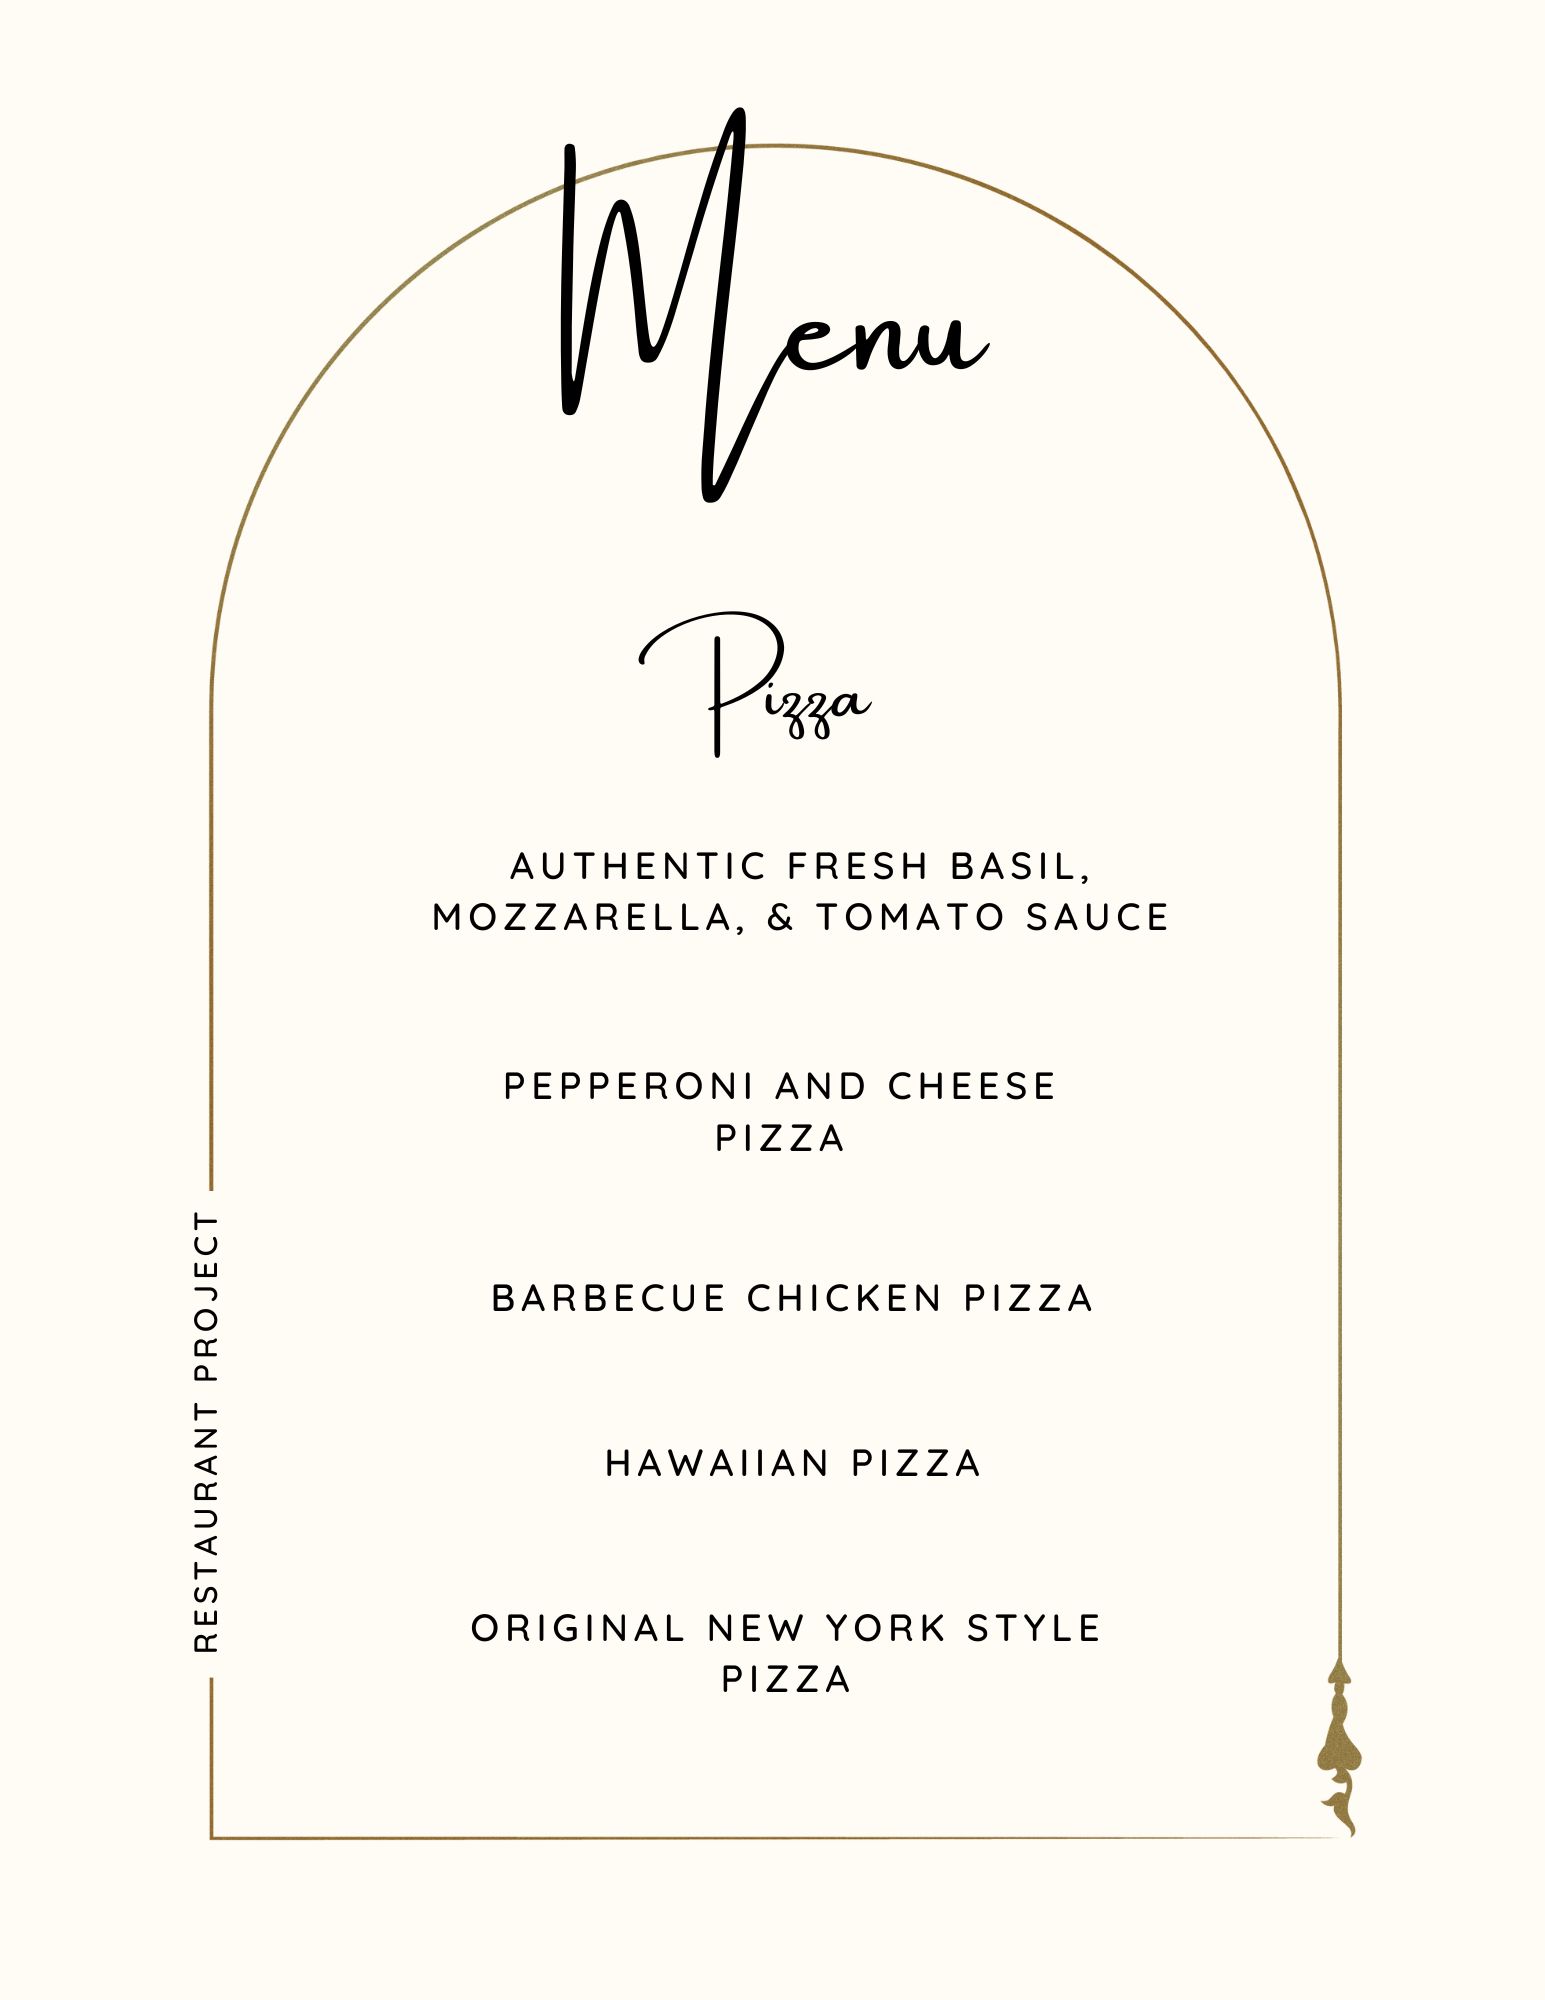 Menu
Pizza
AUTHENTIC FRESH BASIL,
MOZZARELLA, & TOMATO SAUCE
PEPPERONI AND CHEESE
PIZZA
BARBECUE CHICKEN PIZZA
HAWAIIAN PIZZA
ORIGINAL NEW YORK STYLE
PIZZA
RESTAURANT PROJECT